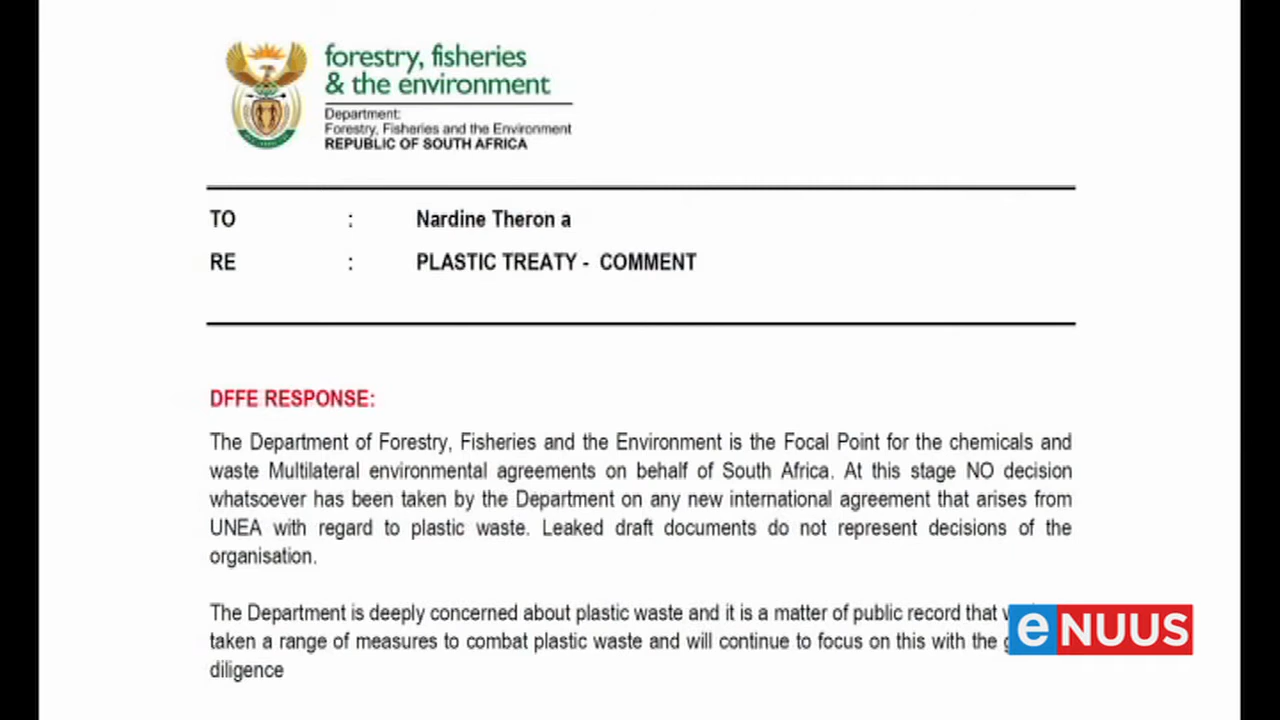 forestry, fisheries
& the environment
Department:
Forestry, Fisheries and the Environment
REPUBLIC OF SOUTH AFRICA
TO : Nardine Theron a
RE : PLASTIC TREATY - COMMENT
DFFE RESPONSE:
The Department of Forestry, Fisheries and the Environment is the Focal Point for the chemicals and
waste Multilateral environmental agreements on behalf of South Africa. At this stage NO decision
whatsoever has been taken by the Department on any new international agreement that arises from
UNEA with regard to plastic waste. Leaked draft documents do not represent decisions of the
organisation.
The Department is deeply concerned about plastic waste and it is a matter of public record that
taken a range of measures to combat plastic waste and will continue to focus on this with the
diligence
eNUUS